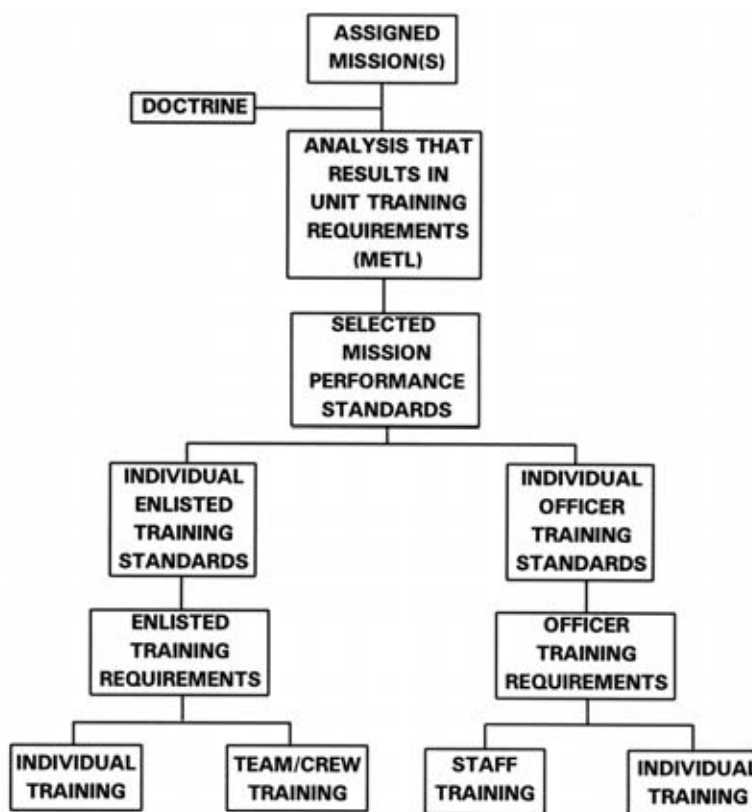 ASSIGNED
MISSION(S)
DOCTRINE
ANALYSIS THAT
RESULTS IN
UNIT TRAINING
REQUIREMENTS
(METL)
SELECTED
MISSION
PERFORMANCE
STANDARDS
INDIVIDUAL
ENLISTED
TRAINING
STANDARDS
INDIVIDUAL
OFFICER
TRAINING
STANDARDS
ENLISTED
TRAINING
REQUIREMENTS
OFFICER
TRAINING
REQUIREMENTS
INDIVIDUAL
TRAINING
TEAM/CREW
TRAINING
STAFF
TRAINING
INDIVIDUAL
TRAINING